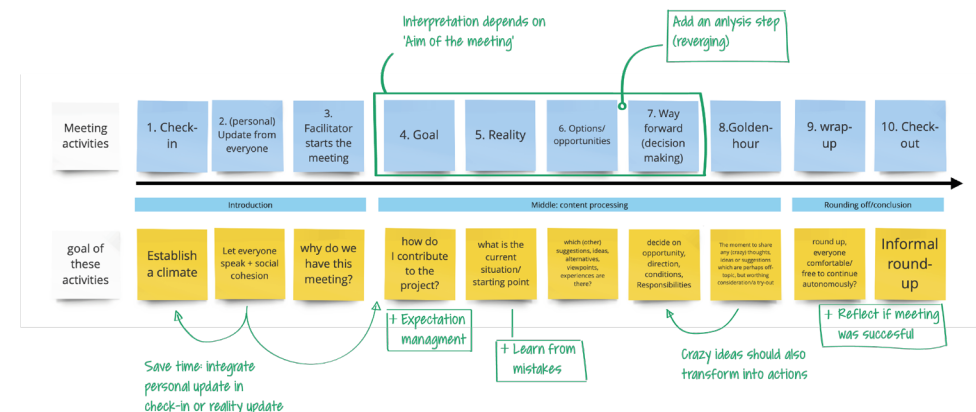 Interpretation depends on
'Aim of the meeting'
Add an anlysis step
(reverging)
Meeting
activities
1. Check-
in
2. (personal)
Update from
everyone
3.
Facilitator
starts the
meeting
4. Goal
5. Reality
6. Options/
opportunities
7. Way
forward
(decision
making)
8.Golden-
hour
9. wrap-
up
10. Check-
out
Introduction
Middle: content processing
Rounding off/conclusion
goal of
these
activities
Establish
a climate
Let everyone
speak + social
cohesion
why do we
have this
meeting?
how do
I contribute
to the
project?
what is the
current
situation/
starting point
which (other)
suggestions, ideas,
alternatives,
viewpoints,
experiences are
there?
decide on
opportunity,
direction,
conditions,
Responsibilities
The moment to share
any (crazy) thoughts,
ideas or suggestions
which are perhaps off-
topic, but worthing
consideration/a try-out
round up,
everyone
comfortable/
free to continue
autonomously?
Informal
round-
up
+ Expectation
managment
+ Learn from
mistakes
+ Reflect if meeting
was succesful
Save time: integrate
personal update in
check-in or reality update
Crazy ideas should also
transform into actions